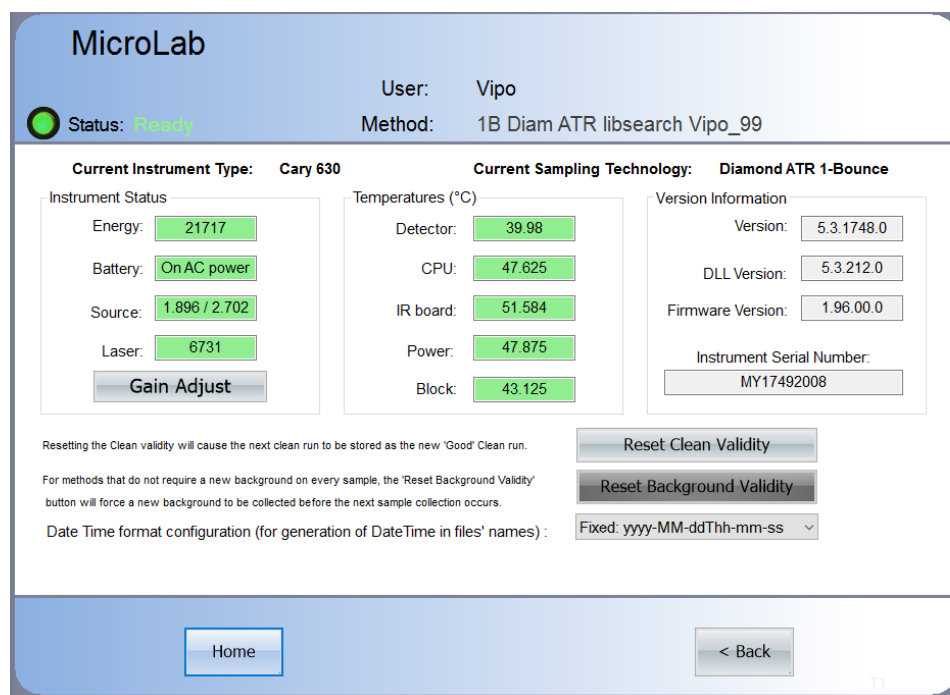 MicroLab
User: Vipo
Status: Ready
Method: 1B Diam ATR libsearch Vipo_99
Current Instrument Type: Cary 630
Current Sampling Technology: Diamond ATR 1-Bounce
Instrument Status
Energy: 21717
Battery: On AC power
Source: 1.896 / 2.702
Laser: 6731
Gain Adjust
Temperatures (°C)
Detector: 39.98
CPU: 47.625
IR board: 51.584
Power: 47.875
Block: 43.125
Version Information
Version: 5.3.1748.0
DLL Version: 5.3.212.0
Firmware Version: 1.96.00.0
Instrument Serial Number:
MY17492008
Resetting the Clean validity will cause the next clean run to be stored as the new 'Good' Clean run.
Reset Clean Validity
For methods that do not require a new background on every sample, the 'Reset Background Validity'
button will force a new background to be collected before the next sample collection occurs.
Reset Background Validity
Date Time format configuration (for generation of DateTime in files' names) :
Fixed: yyyy-MM-ddThh-mm-ss
Home
< Back
T1